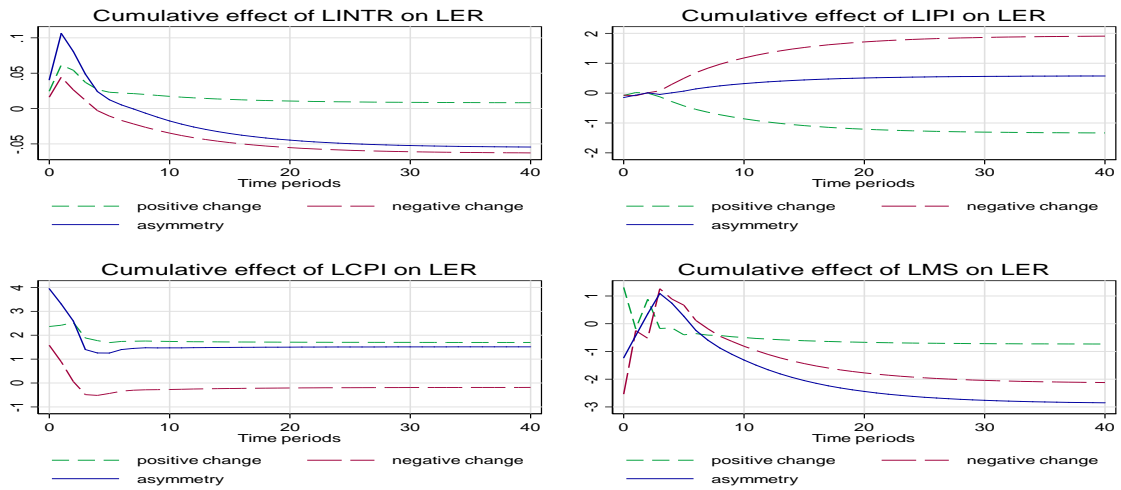 Cumulative effect of LINTR on LER
.1
.05
0
-.05
0 10 20 30 40
Time periods
positive change negative change
asymmetry
Cumulative effect of LIPI on LER
2
1
0
-1
-2
0 10 20 30 40
Time periods
positive change negative change
asymmetry
Cumulative effect of LCPI on LER
4
3
2
1
0
-1
0 10 20 30 40
Time periods
positive change negative change
asymmetry
Cumulative effect of LMS on LER
1
0
-1
-2
-3
0 10 20 30 40
Time periods
positive change negative change
asymmetry